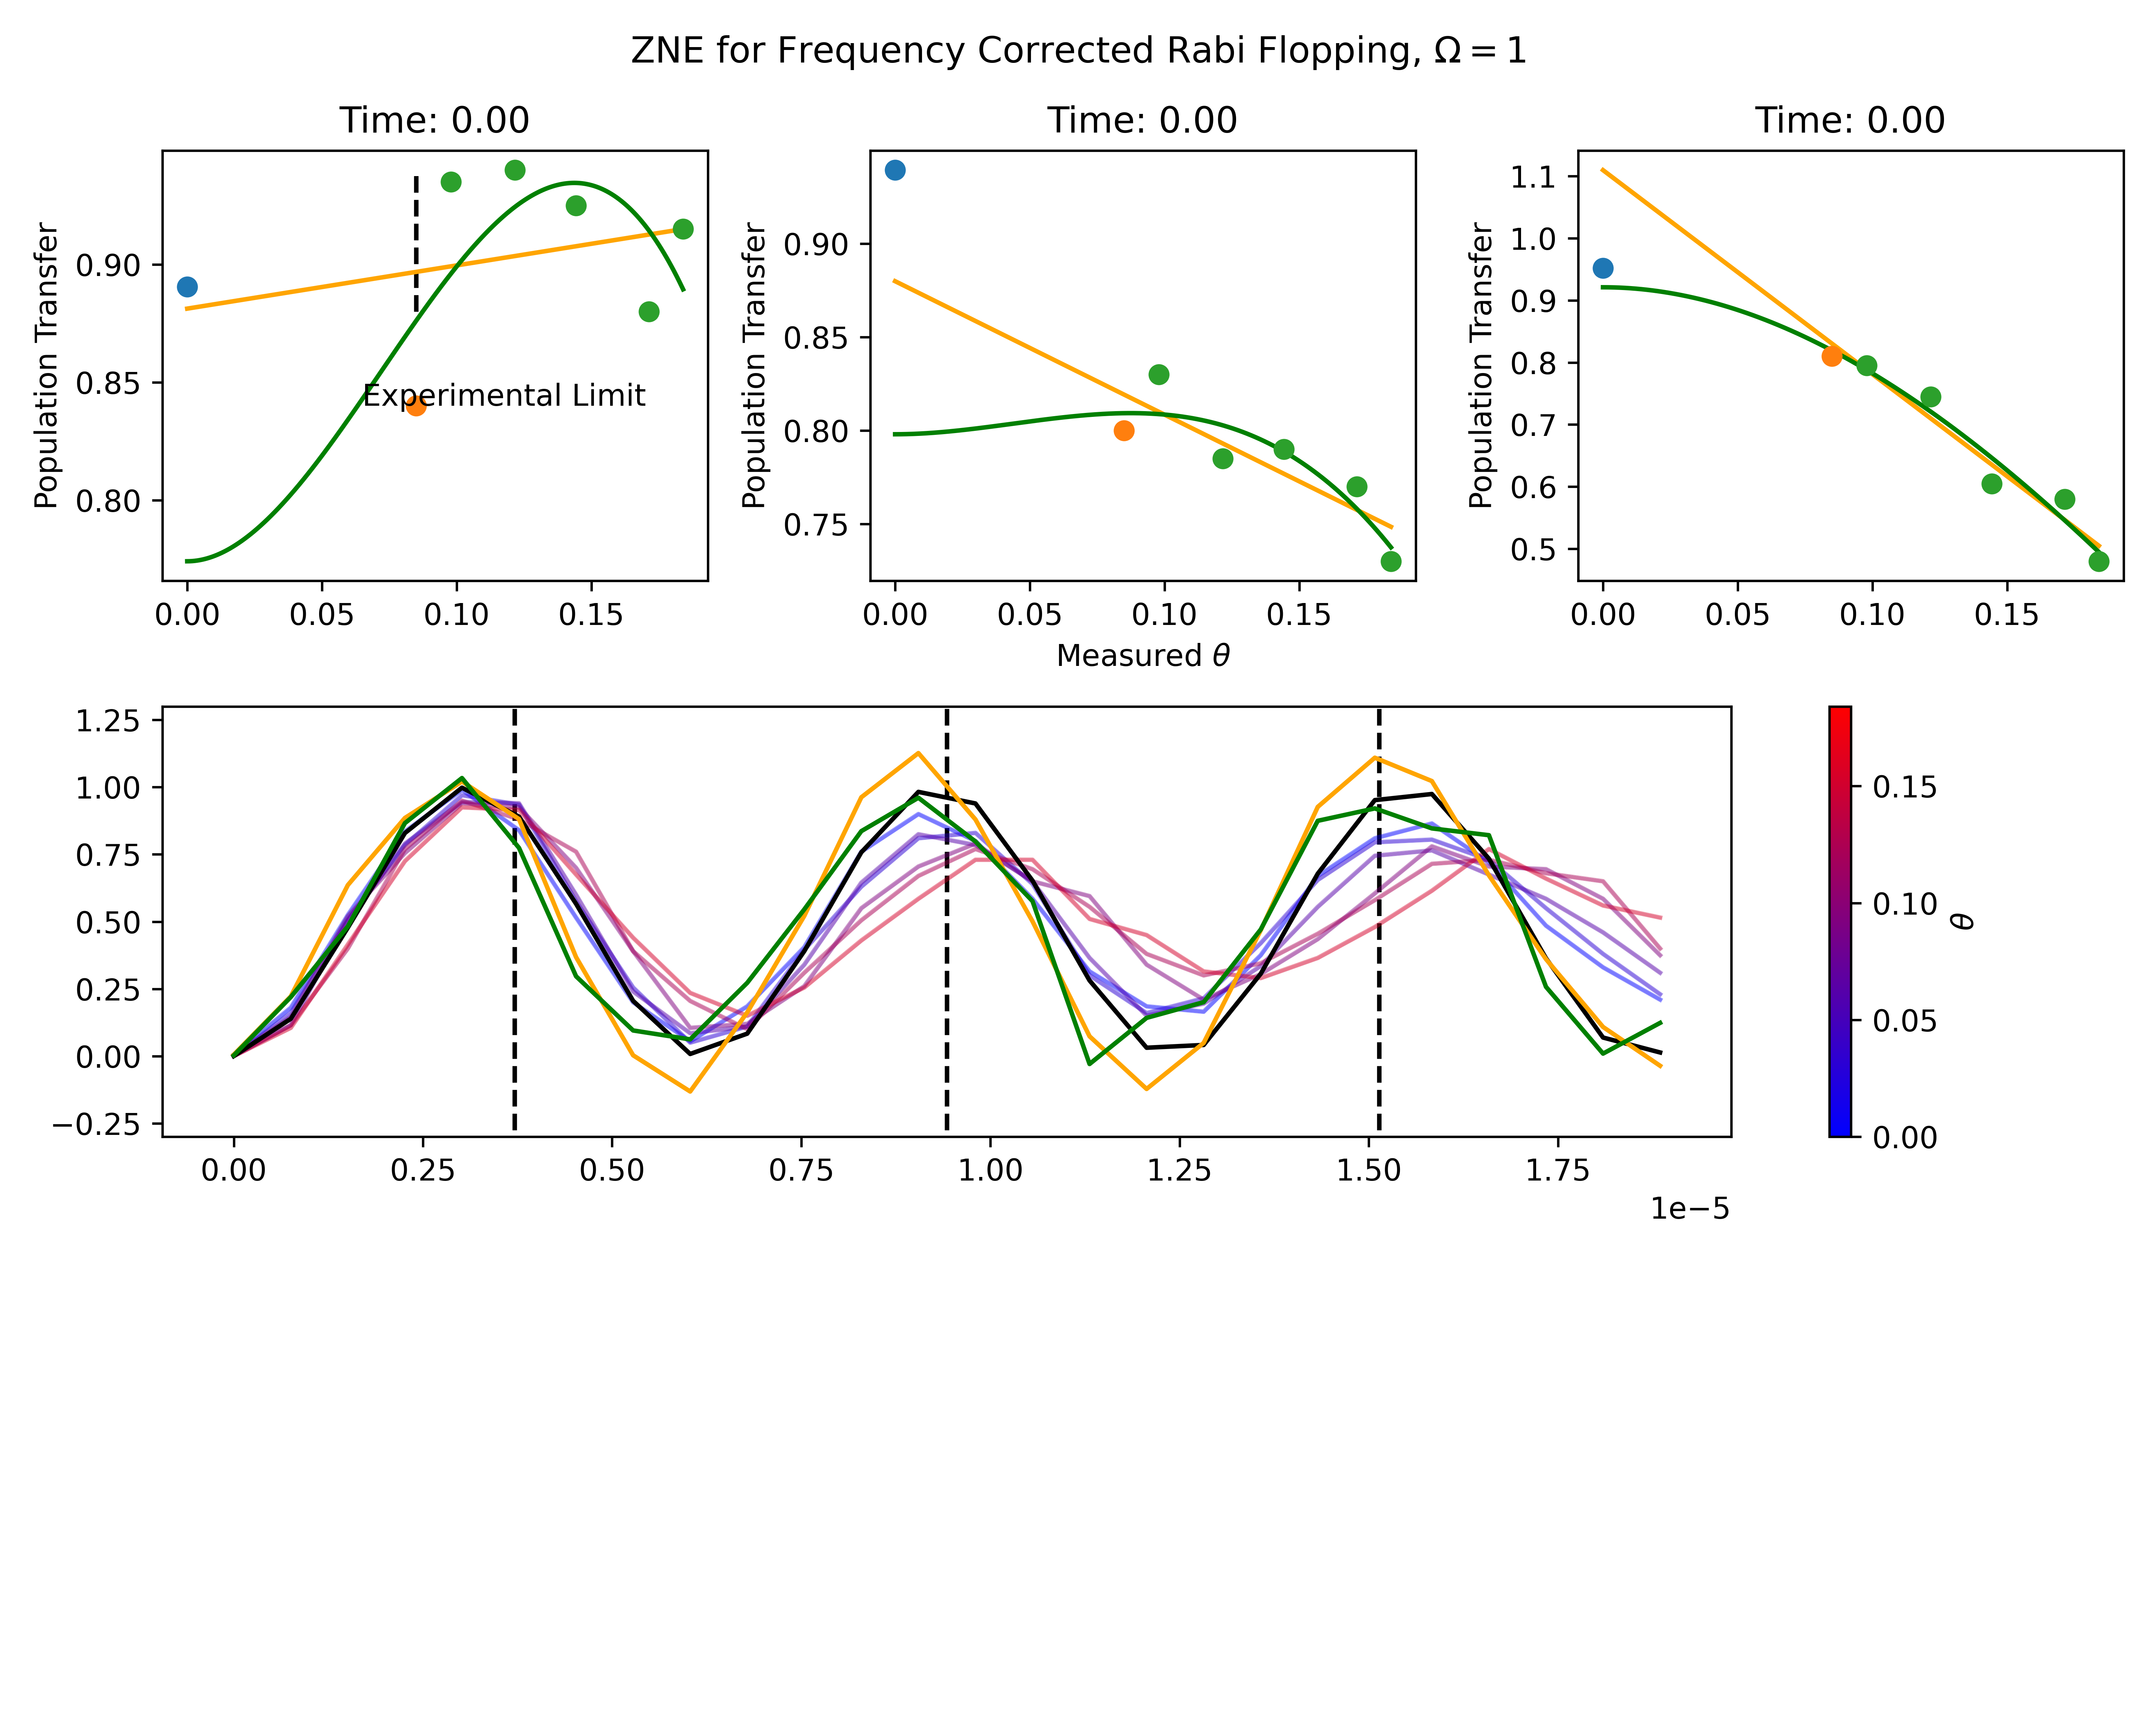 ZNE for Frequency Corrected Rabi Flopping, Ω = 1
Time: 0.00
Time: 0.00
Time: 0.00
Population Transfer
0.90
0.85
0.80
Experimental Limit
0.00 0.05 0.10 0.15
Population Transfer
0.90
0.85
0.80
0.75
0.00 0.05 0.10 0.15
Measured θ
Population Transfer
1.1
1.0
0.9
0.8
0.7
0.6
0.5
0.00 0.05 0.10 0.15
1.25
1.00
0.75
0.50
0.25
0.00
−0.25
0.00 0.25 0.50 0.75 1.00 1.25 1.50 1.75
1e−5
0.15
0.10
0.05
0.00
θ